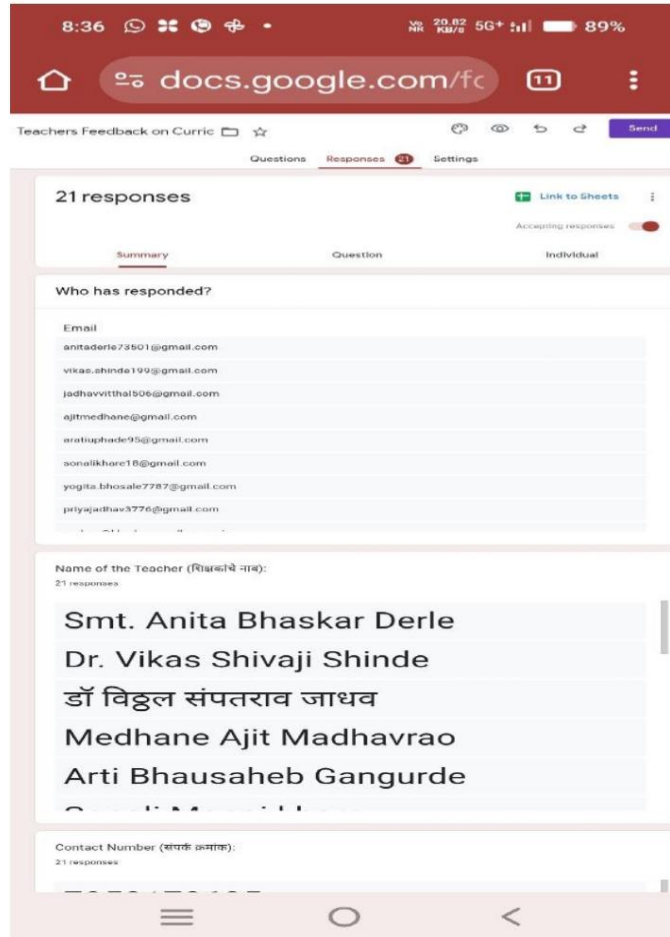 8:36
Vo NR 20.82 KB/s 5G+ 89%
docs.google.com/fc
11
Teachers Feedback on Curric
Send
Questions Responses 21 Settings
21 responses
Link to Sheets
Accepting responses
Summary Question Individual
Who has responded?
Email
anitaderle73501@gmail.com
vikas.shinde199@gmail.com
jadhavvitthal506@gmail.com
ajitmedhane@gmail.com
aratiuphade95@gmail.com
sonalikhare18@gmail.com
yogita.bhosale7787@gmail.com
priyajadhav3776@gmail.com
Name of the Teacher (शिक्षकांचे नाव):
21 responses
Smt. Anita Bhaskar Derle
Dr. Vikas Shivaji Shinde
डॉ विठ्ठल संपतराव जाधव
Medhane Ajit Madhavrao
Arti Bhausaheb Gangurde
Contact Number (संपर्क क्रमांक):
21 responses